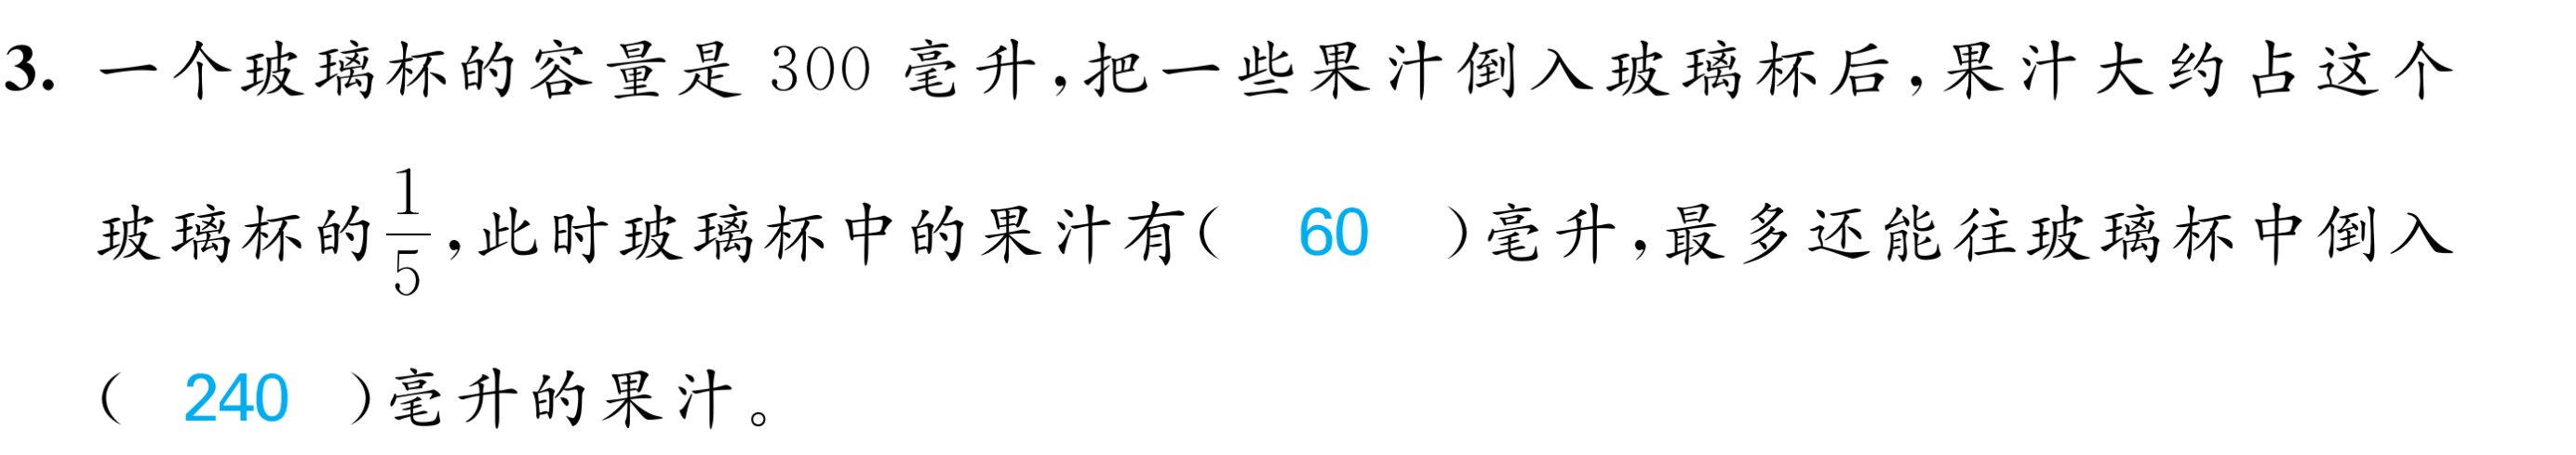 3. 一个玻璃杯的容量是 300 毫升,把一些果汁倒入玻璃杯后,果汁大约占这个
玻璃杯的1/5,此时玻璃杯中的果汁有( 60 )毫升,最多还能往玻璃杯中倒入
( 240 )毫升的果汁。